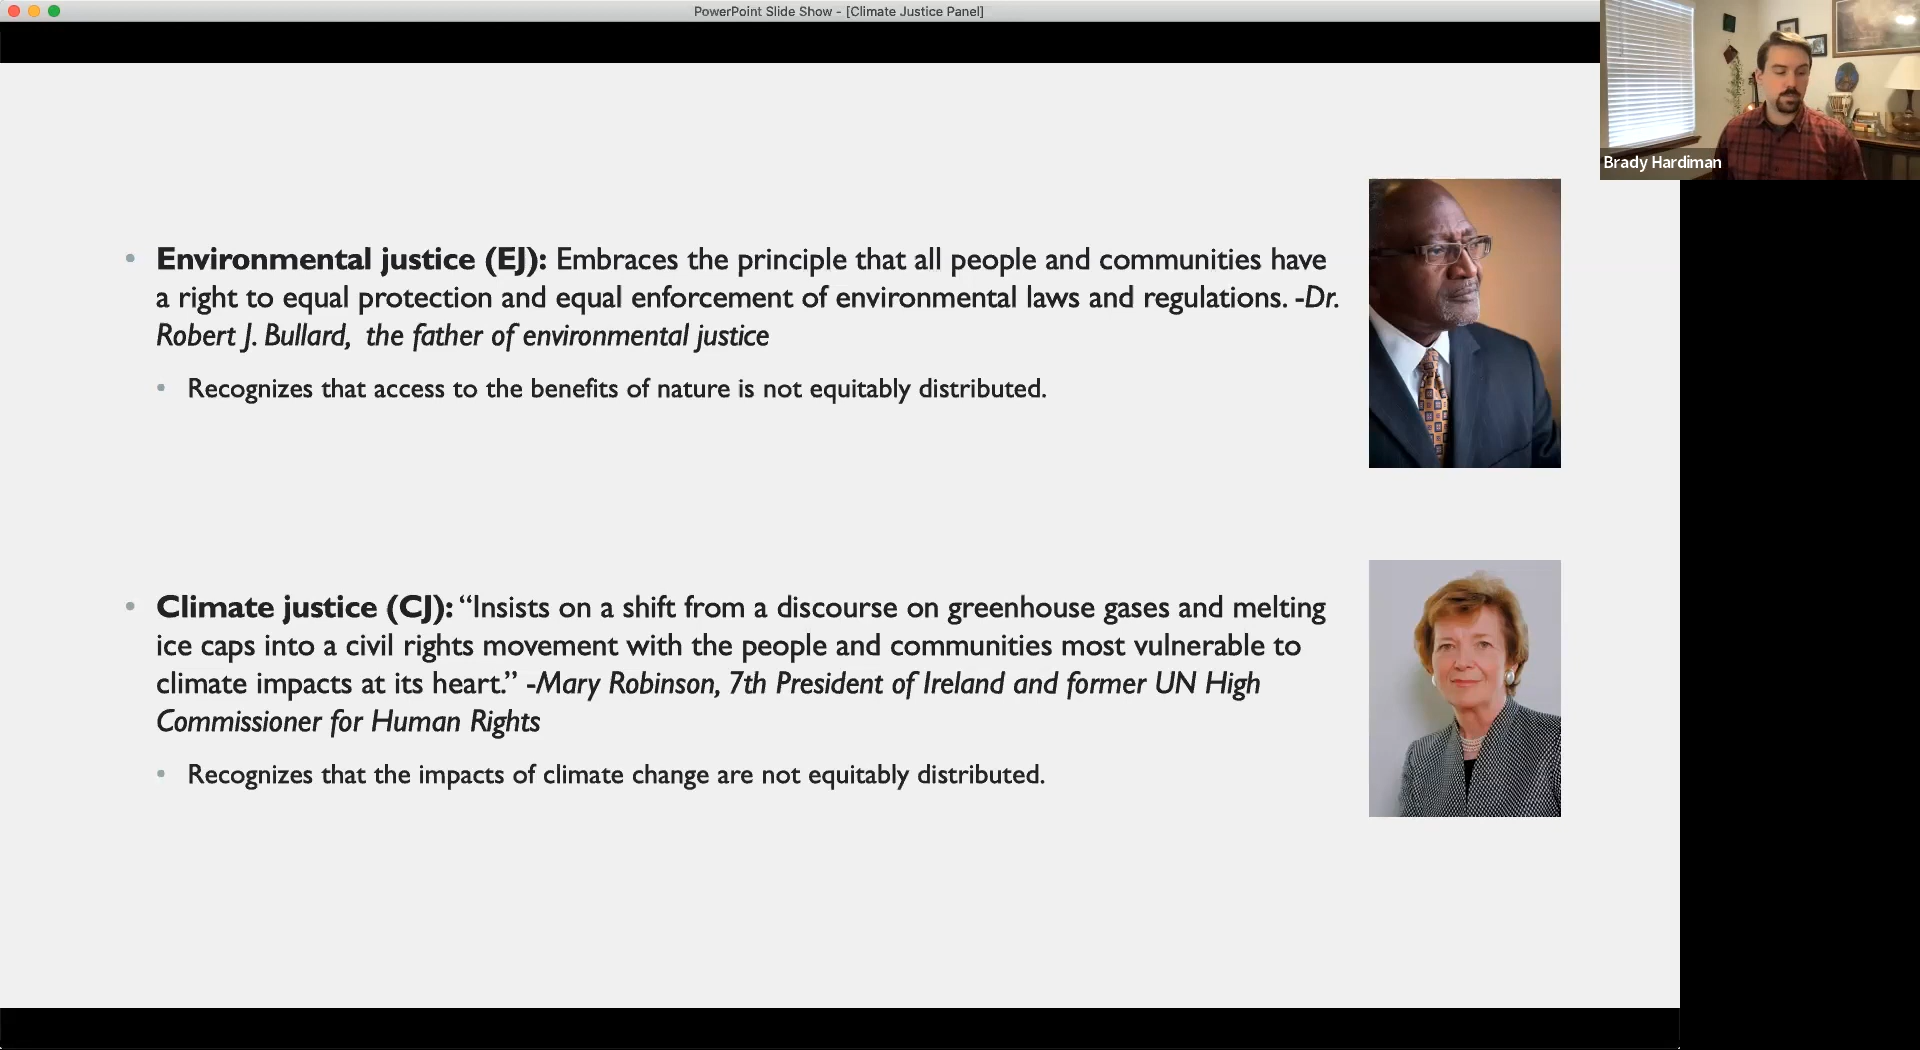 PowerPoint Slide Show - [Climate Justice Panel]
Brady Hardiman
• Environmental justice (EJ): Embraces the principle that all people and communities have
a right to equal protection and equal enforcement of environmental laws and regulations. -Dr.
Robert J. Bullard, the father of environmental justice
• Recognizes that access to the benefits of nature is not equitably distributed.
• Climate justice (CJ): “Insists on a shift from a discourse on greenhouse gases and melting
ice caps into a civil rights movement with the people and communities most vulnerable to
climate impacts at its heart.” -Mary Robinson, 7th President of Ireland and former UN High
Commissioner for Human Rights
• Recognizes that the impacts of climate change are not equitably distributed.